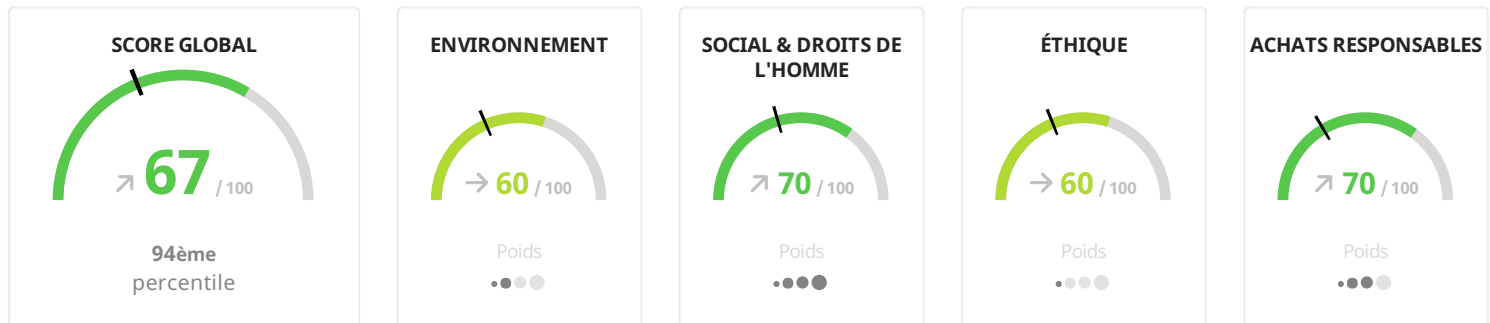 SCORE GLOBAL
67 / 100
94ème
percentile
ENVIRONNEMENT
60 / 100
Poids
SOCIAL & DROITS DE
L'HOMME
70 / 100
Poids
ÉTHIQUE
60 / 100
Poids
ACHATS RESPONSABLES
70 / 100
Poids